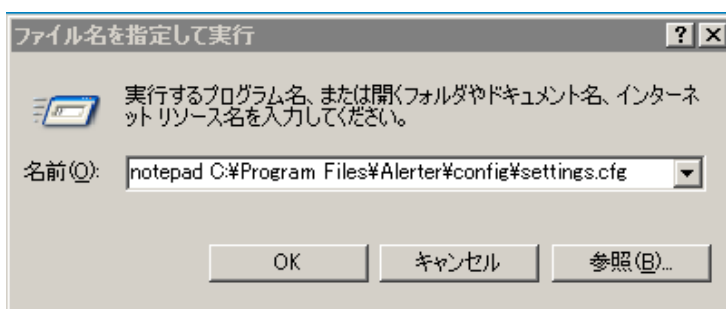 ファイル名を指定して実行
実行するプログラム名、または開くフォルダやドキュメント名、インターネ
ット リソース名を入力してください。
名前(O): notepad C:¥Program Files¥Alerter¥config¥settings.cfg
OK キャンセル 参照(B)...